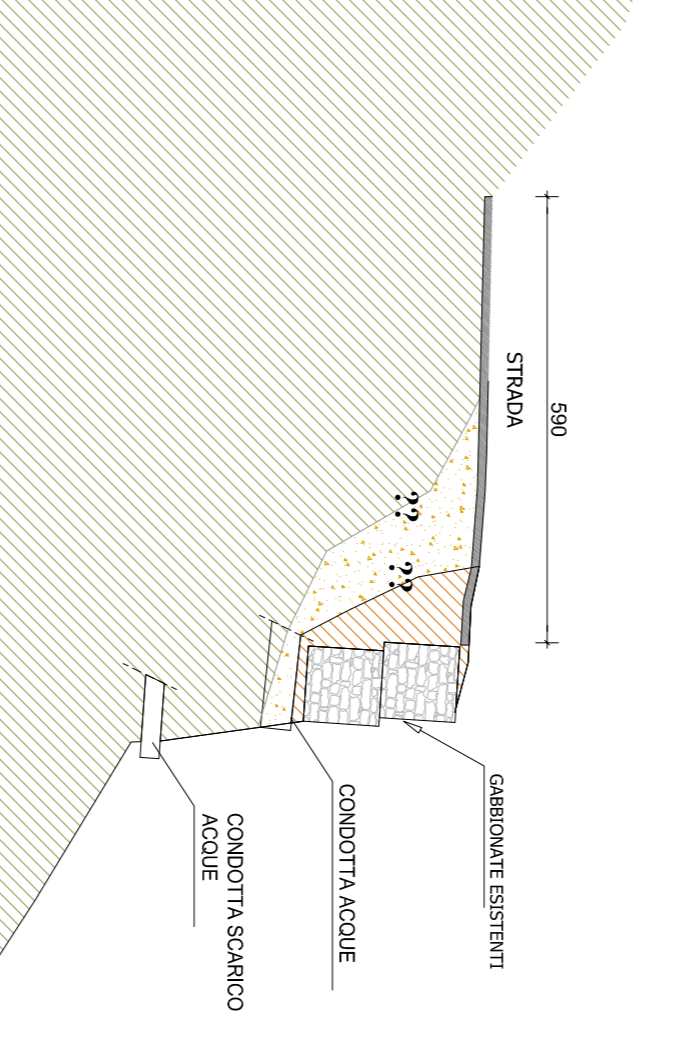 590
STRADA
??
??
GABBIONATE ESISTENTI
CONDOTTA ACQUE
CONDOTTA SCARICO
ACQUE